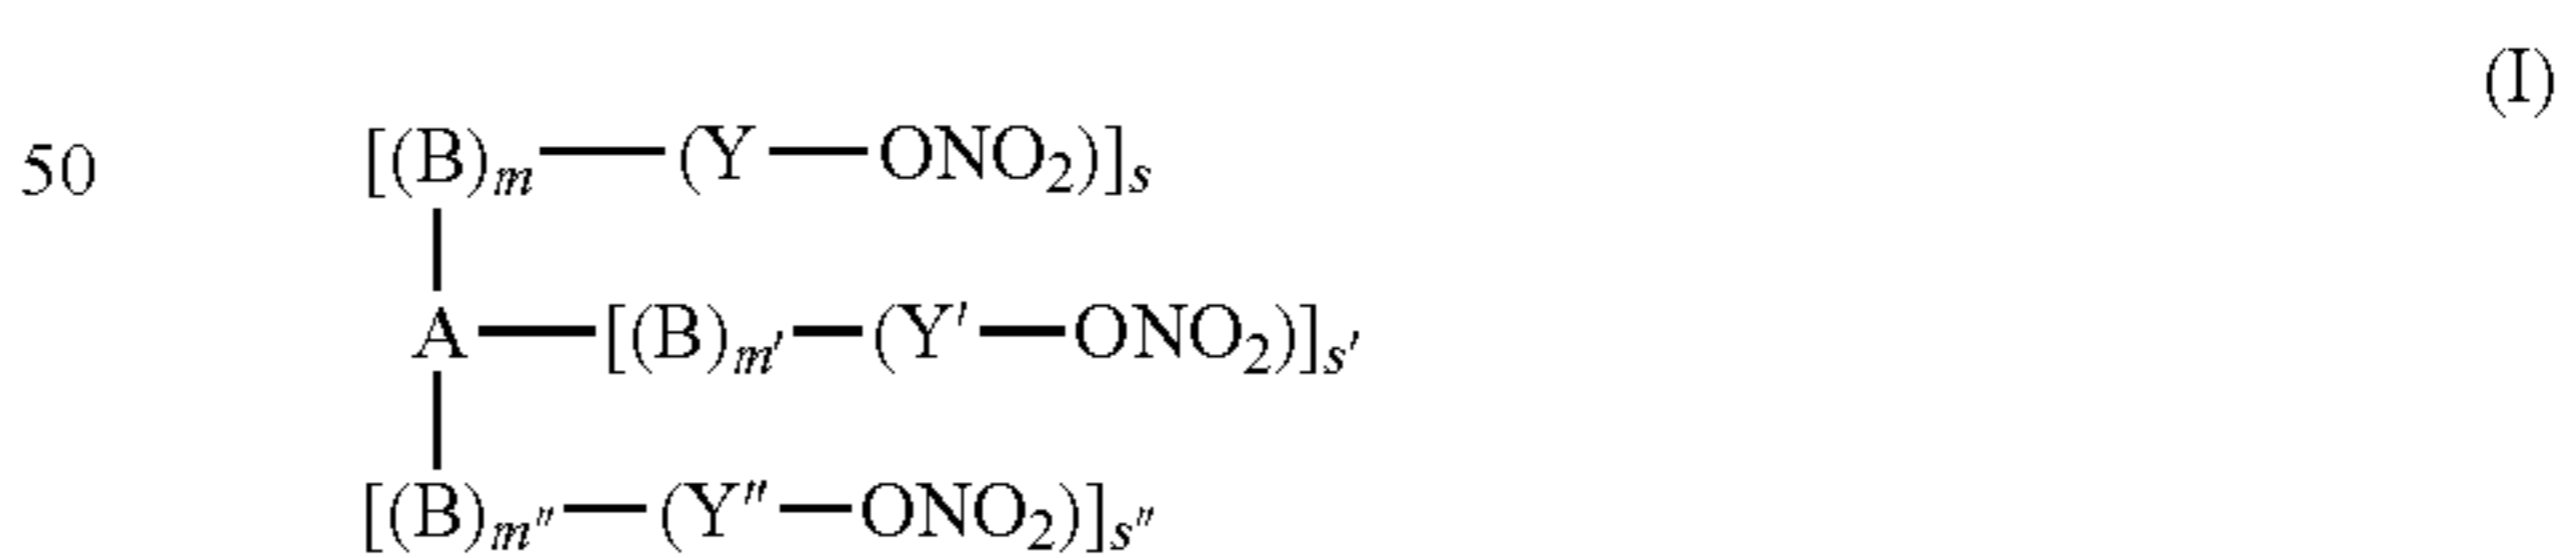 (I)
50 [(B)m—(Y—ONO2)]s
A—[(B)m'—(Y'—ONO2)]s'
[(B)m"—(Y"—ONO2)]s"